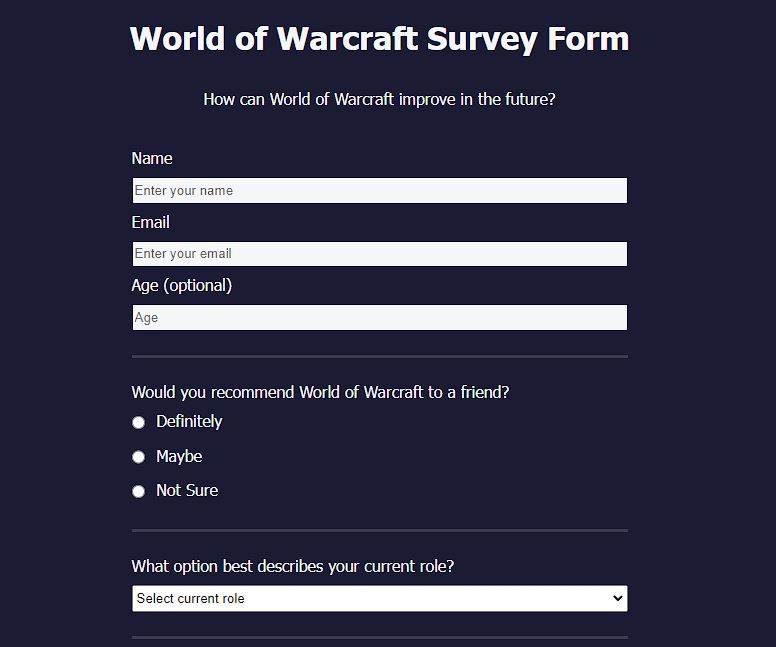 World of Warcraft Survey Form
How can World of Warcraft improve in the future?
Name
Enter your name
Email
Enter your email
Age (optional)
Age
Would you recommend World of Warcraft to a friend?
Definitely
Maybe
Not Sure
What option best describes your current role?
Select current role